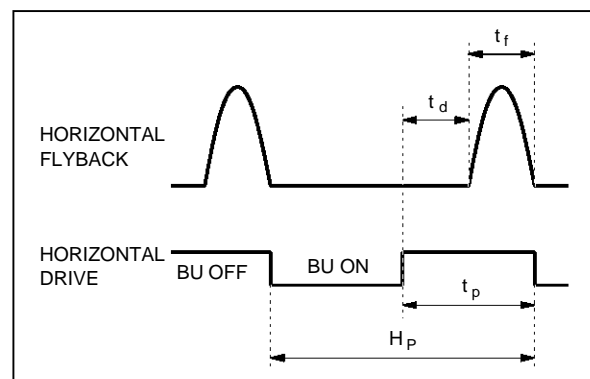 t f
t d
HORIZONTAL
FLYBACK
HORIZONTAL
DRIVE
BU OFF
BU ON
t p
H P